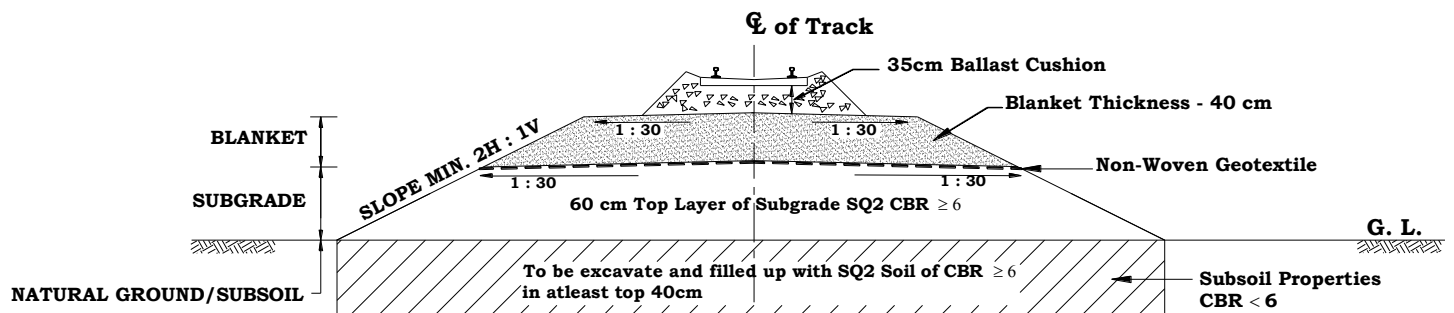 ℄ of Track
35cm Ballast Cushion
Blanket Thickness - 40 cm
1 : 30
1 : 30
BLANKET
SLOPE MIN. 2H : 1V
Non-Woven Geotextile
1 : 30
1 : 30
SUBGRADE
60 cm Top Layer of Subgrade SQ2 CBR ≥ 6
G. L.
To be excavate and filled up with SQ2 Soil of CBR ≥ 6
in atleast top 40cm
Subsoil Properties
CBR < 6
NATURAL GROUND/SUBSOIL